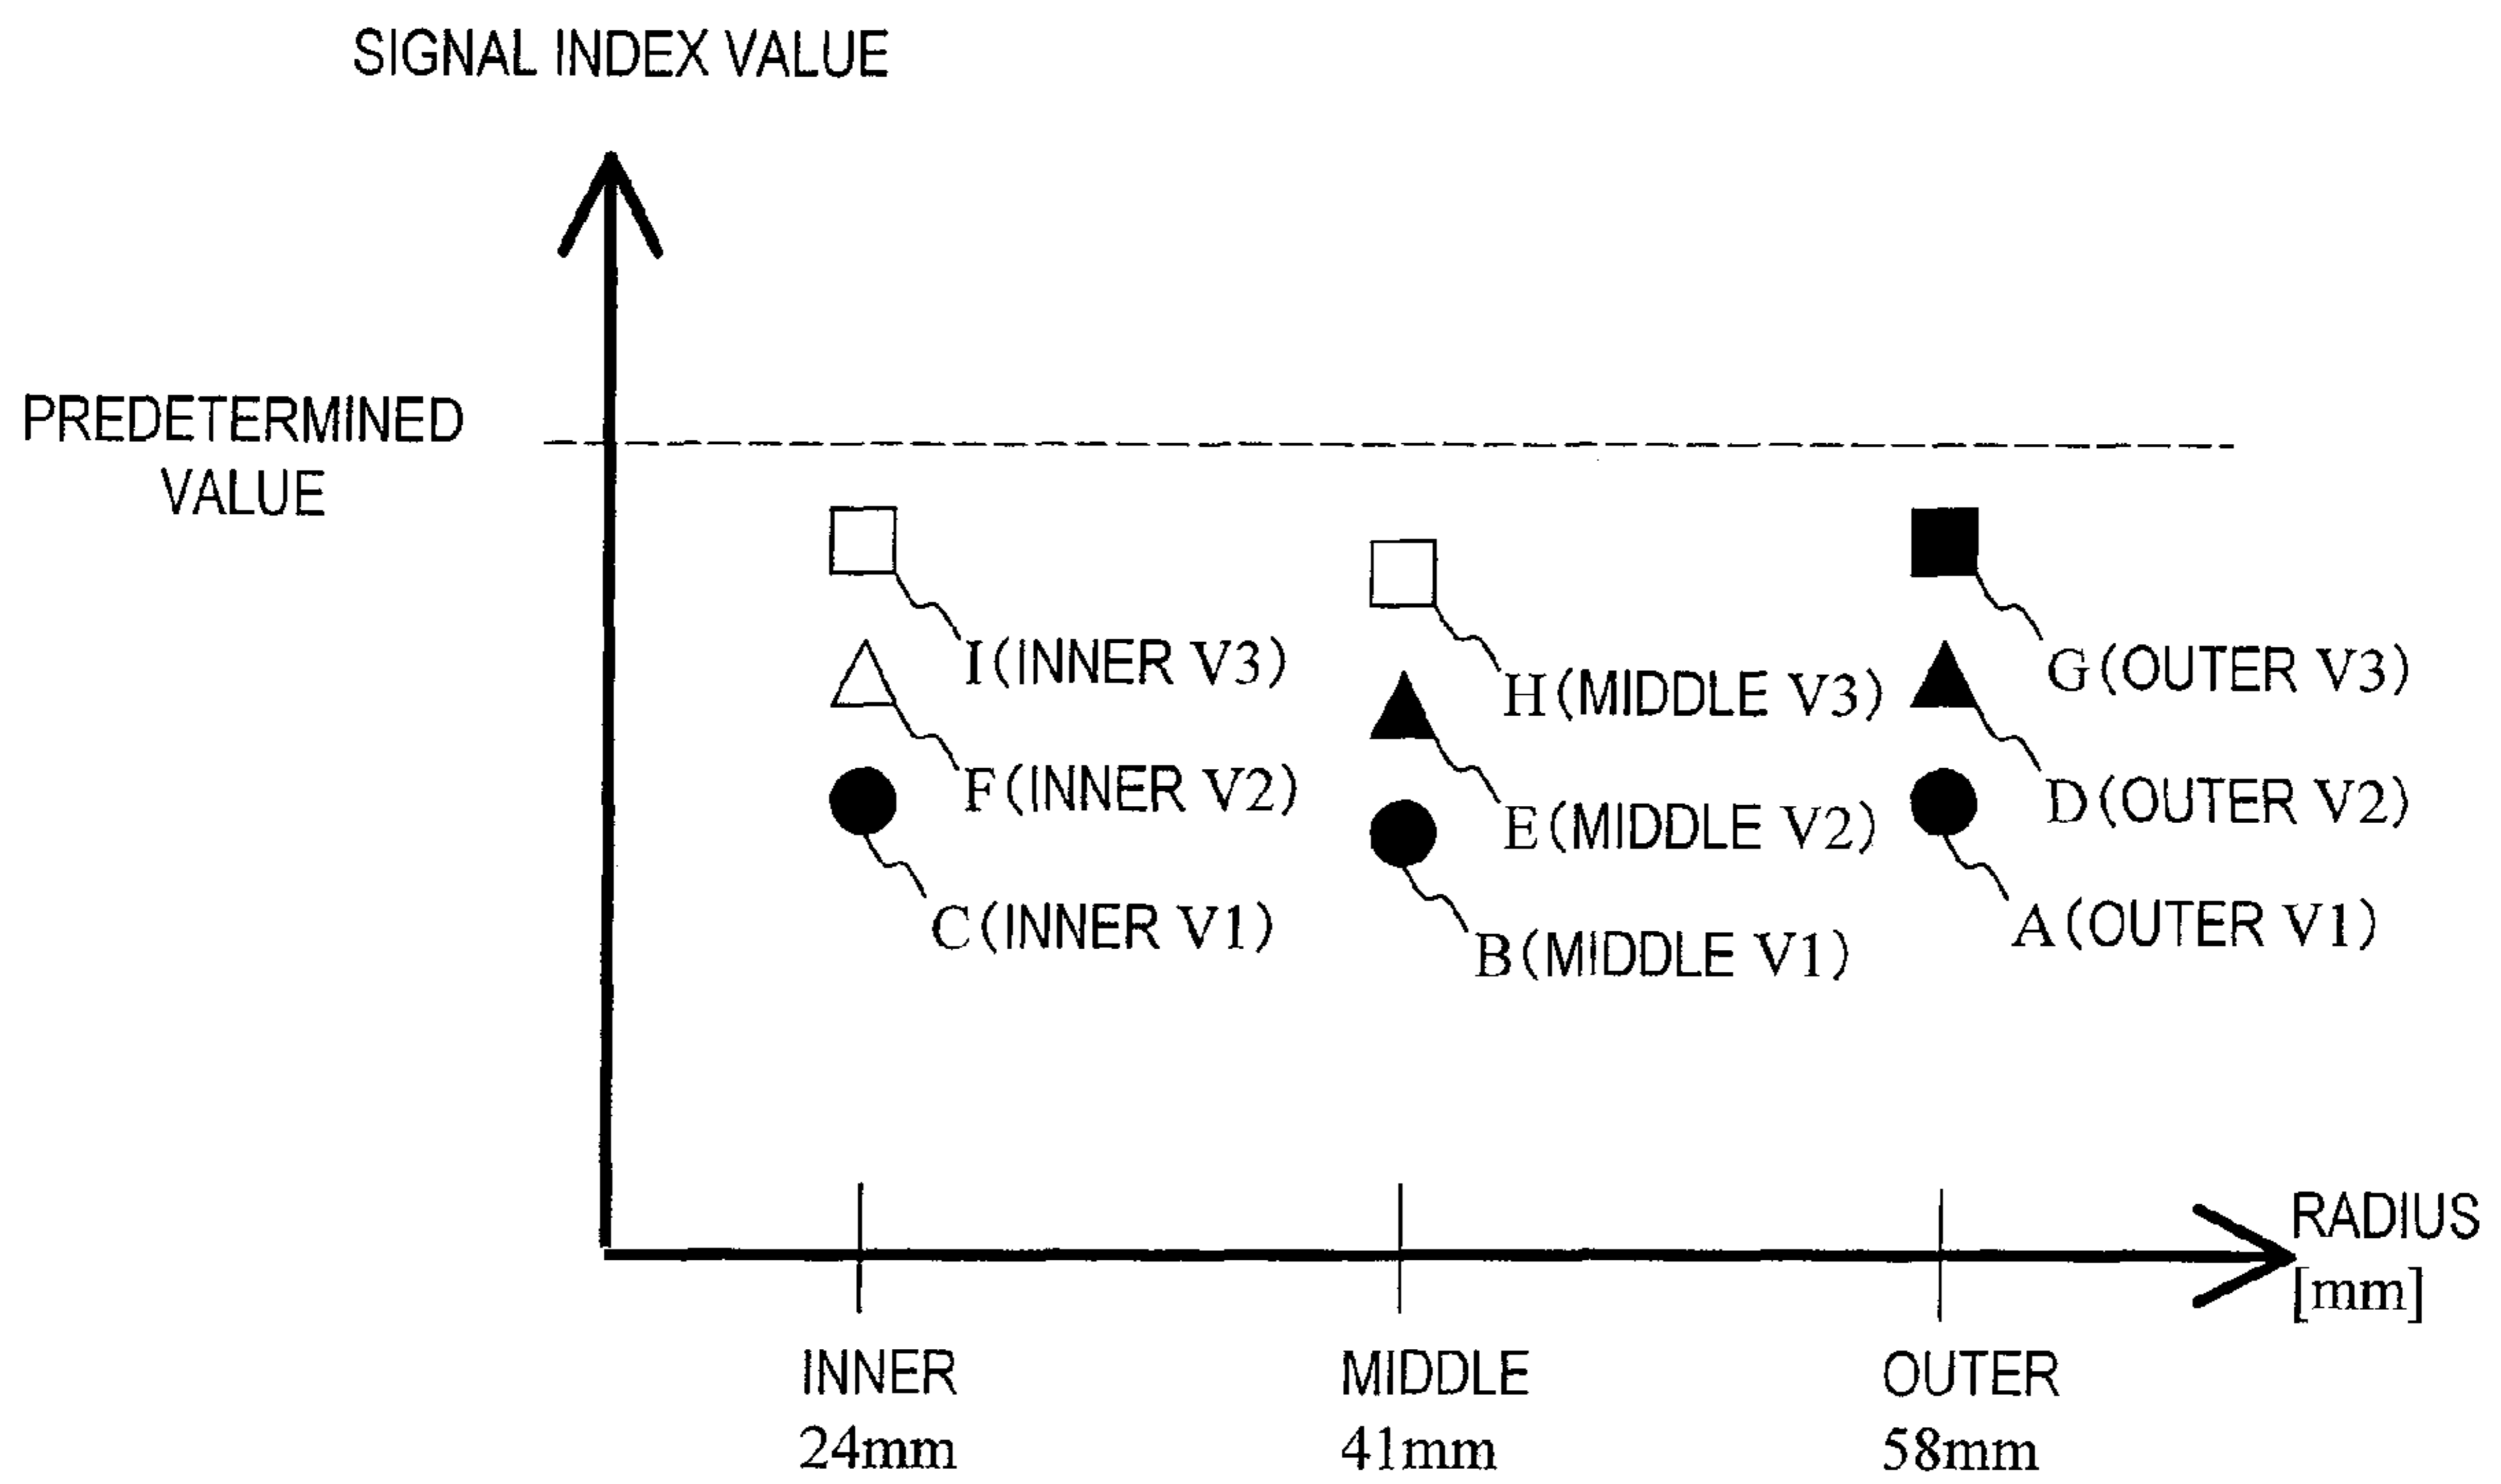 SIGNAL INDEX VALUE
PREDETERMINED
VALUE
I(INNER V3)
H(MIDDLE V3)
G(OUTER V3)
F(INNER V2)
E(MIDDLE V2)
D(OUTER V2)
C(INNER V1)
B(MIDDLE V1)
A(OUTER V1)
RADIUS
[mm]
INNER
24mm
MIDDLE
41mm
OUTER
58mm